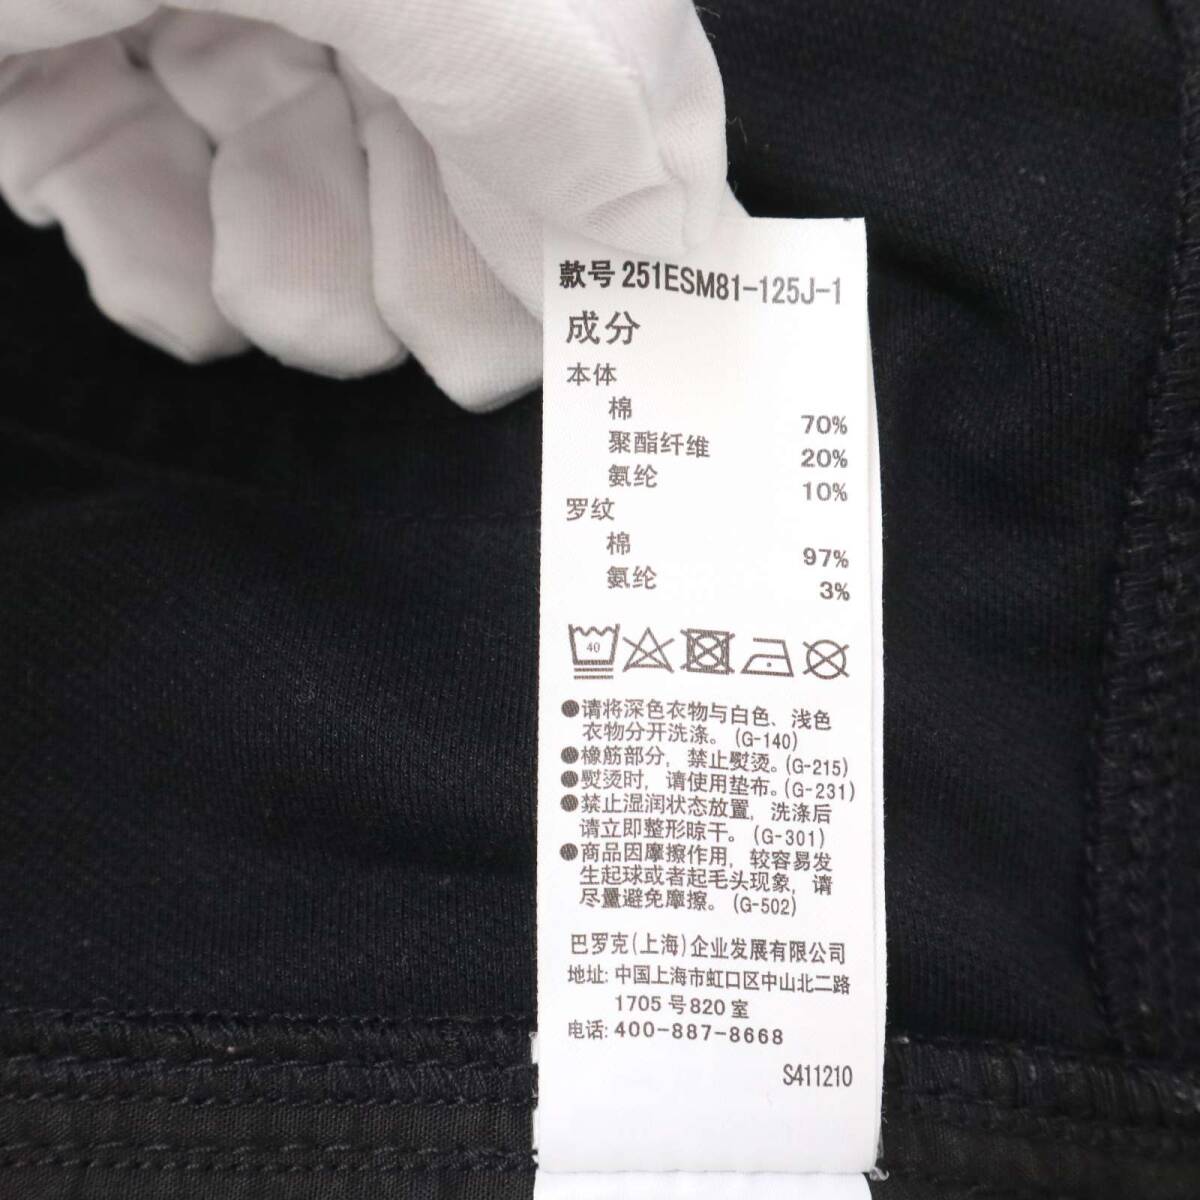 款号 251ESM81-125J-1
成分
本体
棉 70%
聚酯纤维 20%
氨纶 10%
罗纹
棉 97%
氨纶 3%
40
●请将深色衣物与白色、浅色
衣物分开洗涤。(G-140)
●橡筋部分,禁止熨烫。(G-215)
●熨烫时,请使用垫布。(G-231)
●禁止湿润状态放置,洗涤后
请立即整形晾干。(G-301)
●商品因摩擦作用,较容易发
生起球或者起毛头现象,请
尽量避免摩擦。(G-502)
巴罗克(上海)企业发展有限公司
地址:中国上海市虹口区中山北二路
1705号820室
电话:400-887-8668
S411210